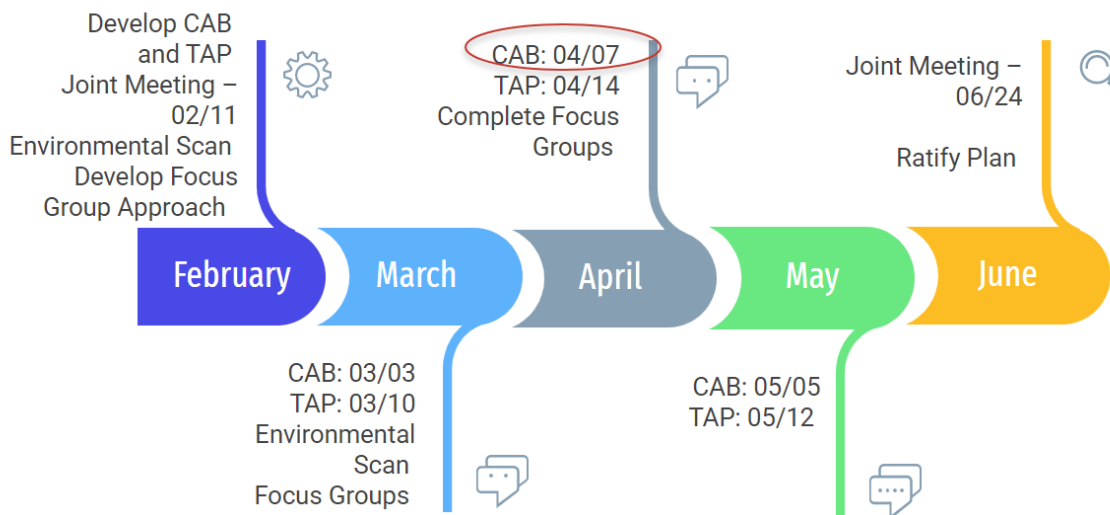 Develop CAB
and TAP
Joint Meeting –
02/11
Environmental Scan
Develop Focus
Group Approach
CAB: 04/07
TAP: 04/14
Complete Focus
Groups
Joint Meeting –
06/24
Ratify Plan
February
March
April
May
June
CAB: 03/03
TAP: 03/10
Environmental
Scan
Focus Groups
CAB: 05/05
TAP: 05/12